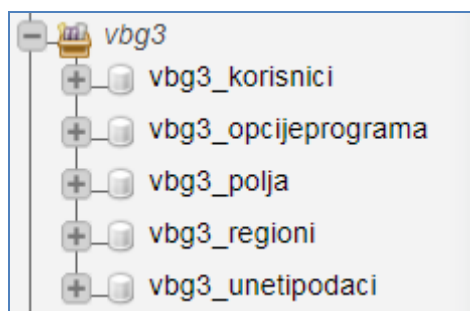 vbg3
vbg3_korisnici
vbg3_opcijeprograma
vbg3_polja
vbg3_regioni
vbg3_unetipodaci